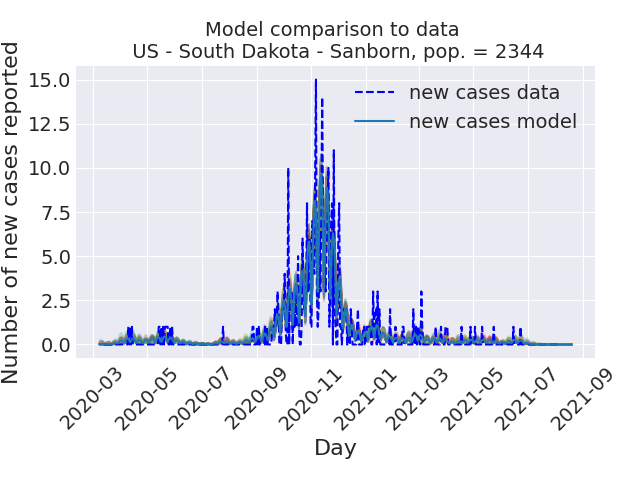 Model comparison to data
US - South Dakota - Sanborn, pop. = 2344
Number of new cases reported
15.0
12.5
10.0
7.5
5.0
2.5
0.0
new cases data
new cases model
2020-03
2020-05
2020-07
2020-09
2020-11
2021-01
2021-03
2021-05
2021-07
2021-09
Day